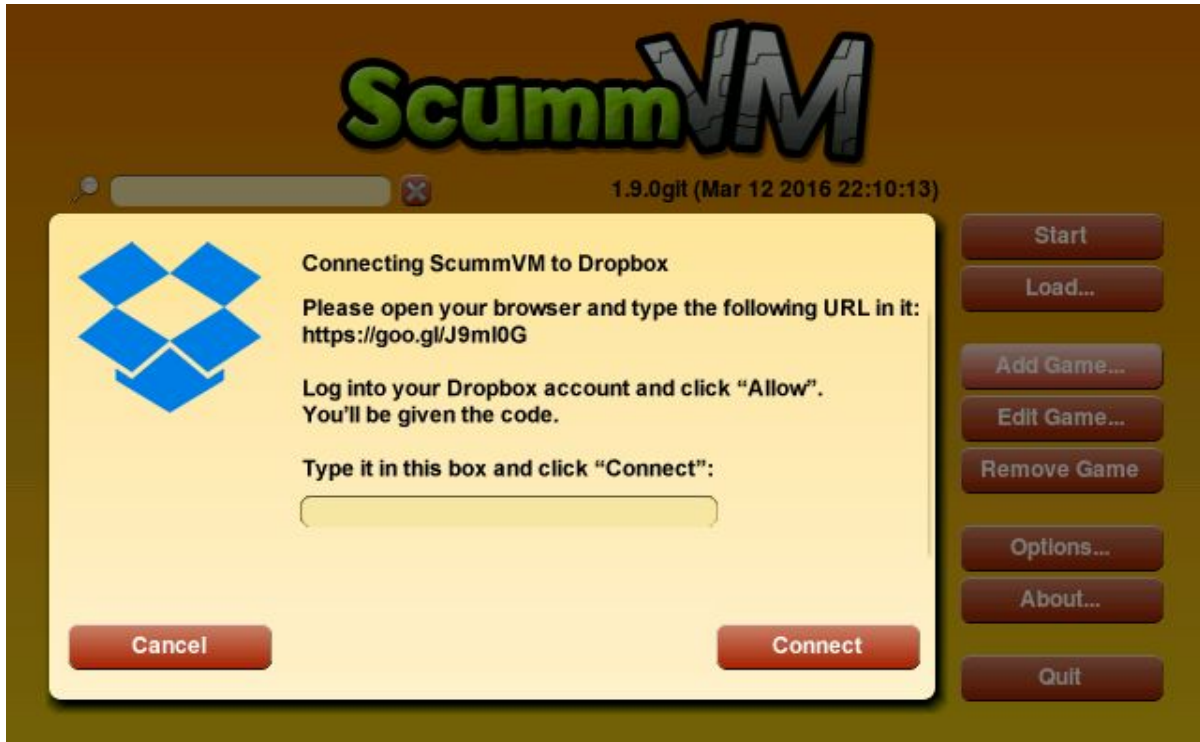 ScummVM
1.9.0git (Mar 12 2016 22:10:13)
Connecting ScummVM to Dropbox
Please open your browser and type the following URL in it:
https://goo.gl/J9ml0G
Log into your Dropbox account and click “Allow”.
You’ll be given the code.
Type it in this box and click “Connect”:
Cancel
Connect
Start
Load...
Add Game...
Edit Game...
Remove Game
Options...
About...
Quit